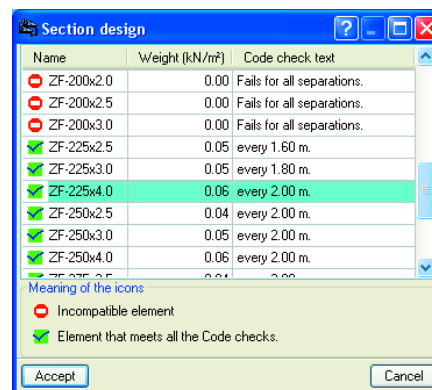 Section design
Name Weight (kN/m²) Code check text
ZF-200x2.0 0.00 Fails for all separations.
ZF-200x2.5 0.00 Fails for all separations.
ZF-200x3.0 0.00 Fails for all separations.
ZF-225x2.5 0.05 every 1.60 m.
ZF-225x3.0 0.05 every 1.80 m.
ZF-225x4.0 0.06 every 2.00 m.
ZF-250x2.5 0.04 every 2.00 m.
ZF-250x3.0 0.05 every 2.00 m.
ZF-250x4.0 0.06 every 2.00 m.
Meaning of the icons
Incompatible element
Element that meets all the Code checks.
Accept Cancel